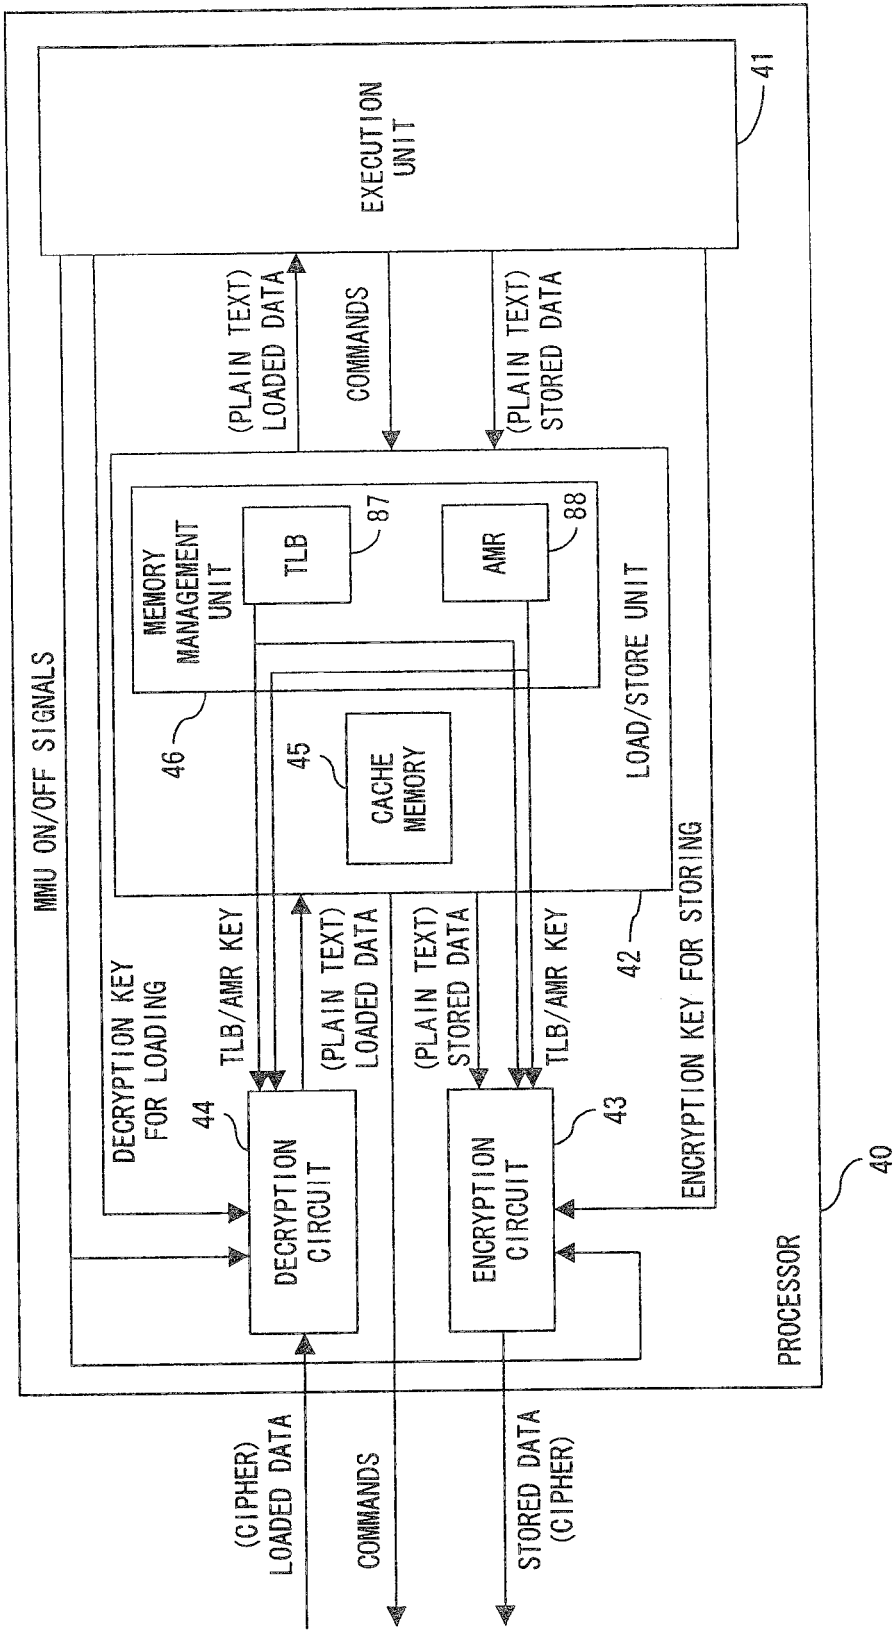 MMU ON/OFF SIGNALS
DECRYPTION KEY
FOR LOADING
(CIPHER)
LOADED DATA
44
DECRYPTION
CIRCUIT
TLB/AMR KEY
(PLAIN TEXT)
LOADED DATA
46
MEMORY
MANAGEMENT
UNIT
TLB
87
(PLAIN TEXT)
LOADED DATA
EXECUTION
UNIT
COMMANDS
45
CACHE
MEMORY
COMMANDS
(PLAIN TEXT)
STORED DATA
AMR
88
(PLAIN TEXT)
STORED DATA
STORED DATA
(CIPHER)
ENCRYPTION
CIRCUIT
43
TLB/AMR KEY
42
LOAD/STORE UNIT
ENCRYPTION KEY FOR STORING
41
PROCESSOR
40